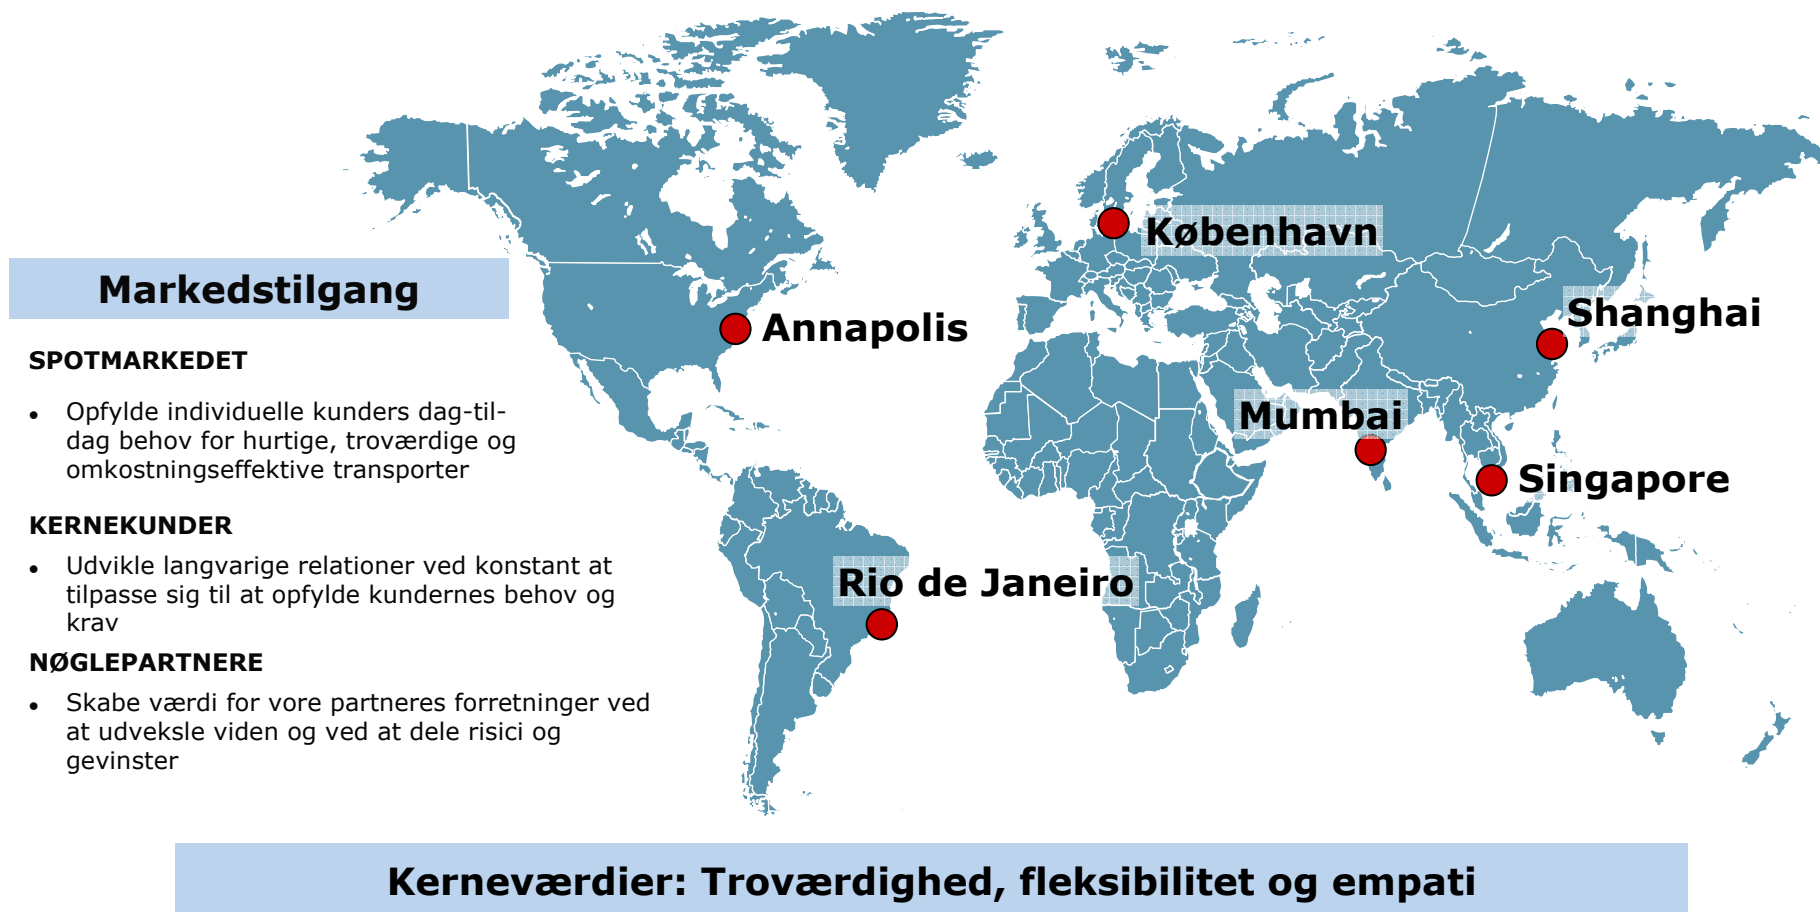 Markedstilgang
SPOTMARKEDET
• Opfylde individuelle kunders dag-til-
dag behov for hurtige, troværdige og
omkostningseffektive transporter
KERNEKUNDER
• Udvikle langvarige relationer ved konstant at
tilpasse sig til at opfylde kundernes behov og
krav
NØGLEPARTNERE
• Skabe værdi for vore partneres forretninger ved
at udveksle viden og ved at dele risici og
gevinster
København
Annapolis
Shanghai
Mumbai
Singapore
Rio de Janeiro
Kerneværdier: Troværdighed, fleksibilitet og empati